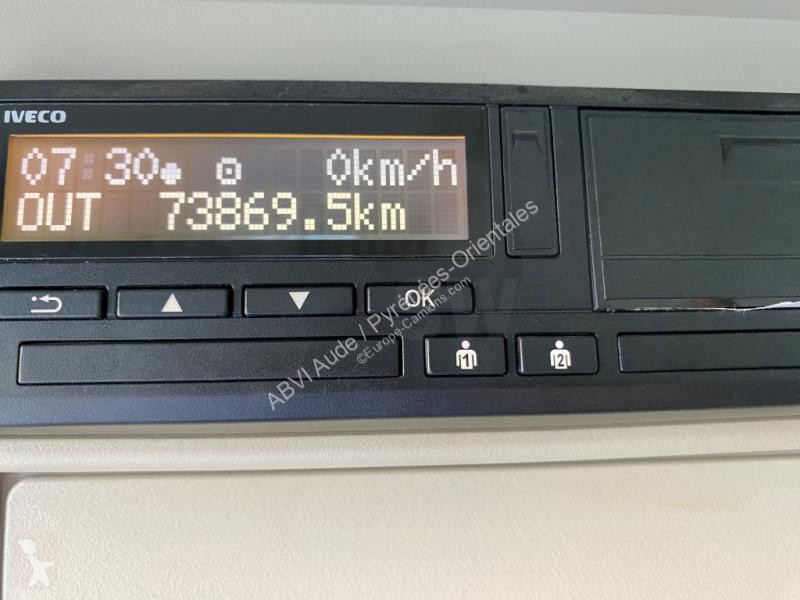 IVECO
07:30 0km/h
OUT 73869.5km
OK
1 2
ABVI Aude / Pyrénées-Orientales
©Europe-Camions.com